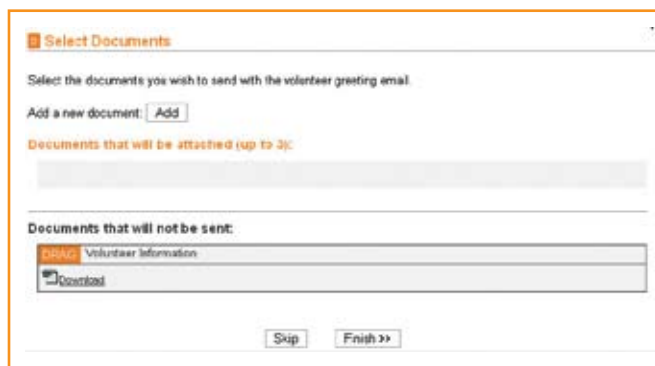 Select Documents
Select the documents you wish to send with the volunteer greeting email.
Add a new document: Add
Documents that will be attached (up to 3):
Documents that will not be sent:
DRAG Volunteer Information
Download
Skip Finish >>